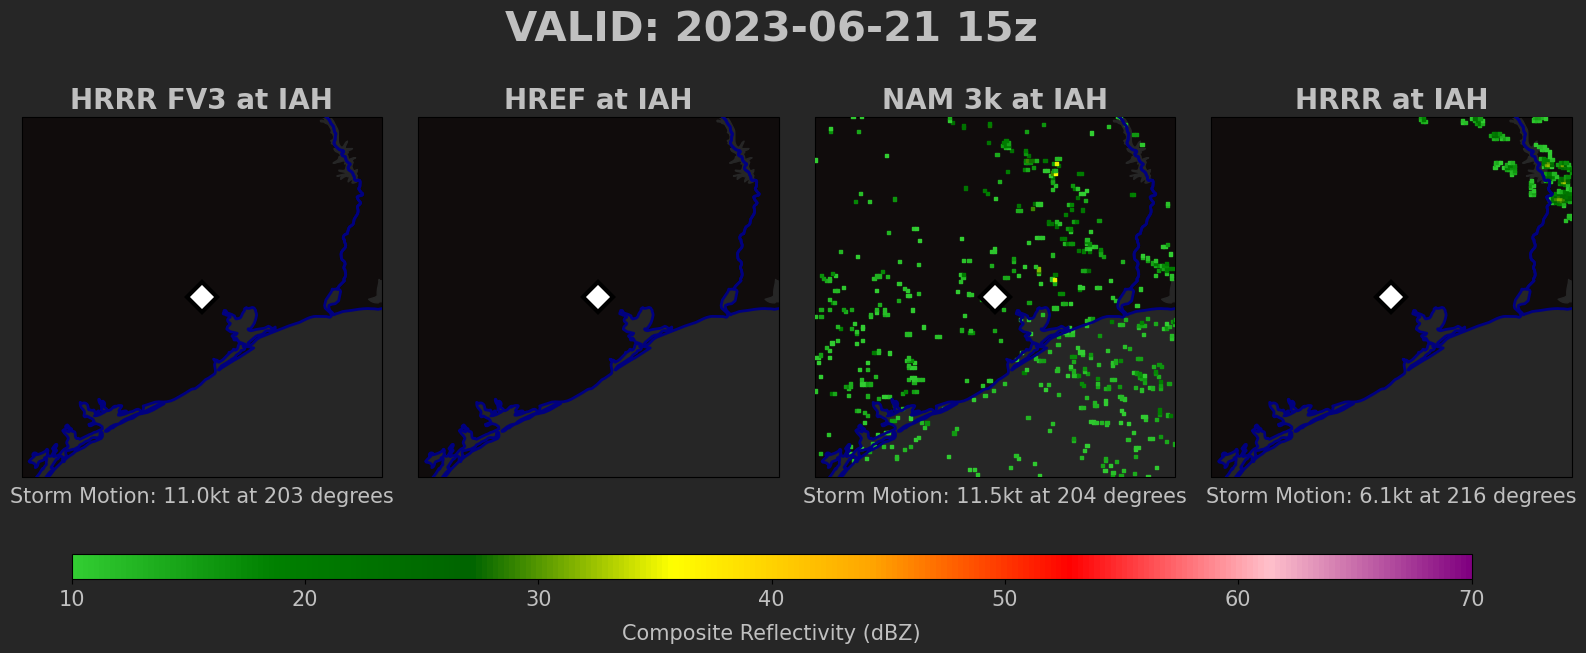 VALID: 2023-06-21 15z
HRRR FV3 at IAH
HREF at IAH
NAM 3k at IAH
HRRR at IAH
Storm Motion: 11.0kt at 203 degrees
Storm Motion: 11.5kt at 204 degrees
Storm Motion: 6.1kt at 216 degrees
10 20 30 40 50 60 70
Composite Reflectivity (dBZ)